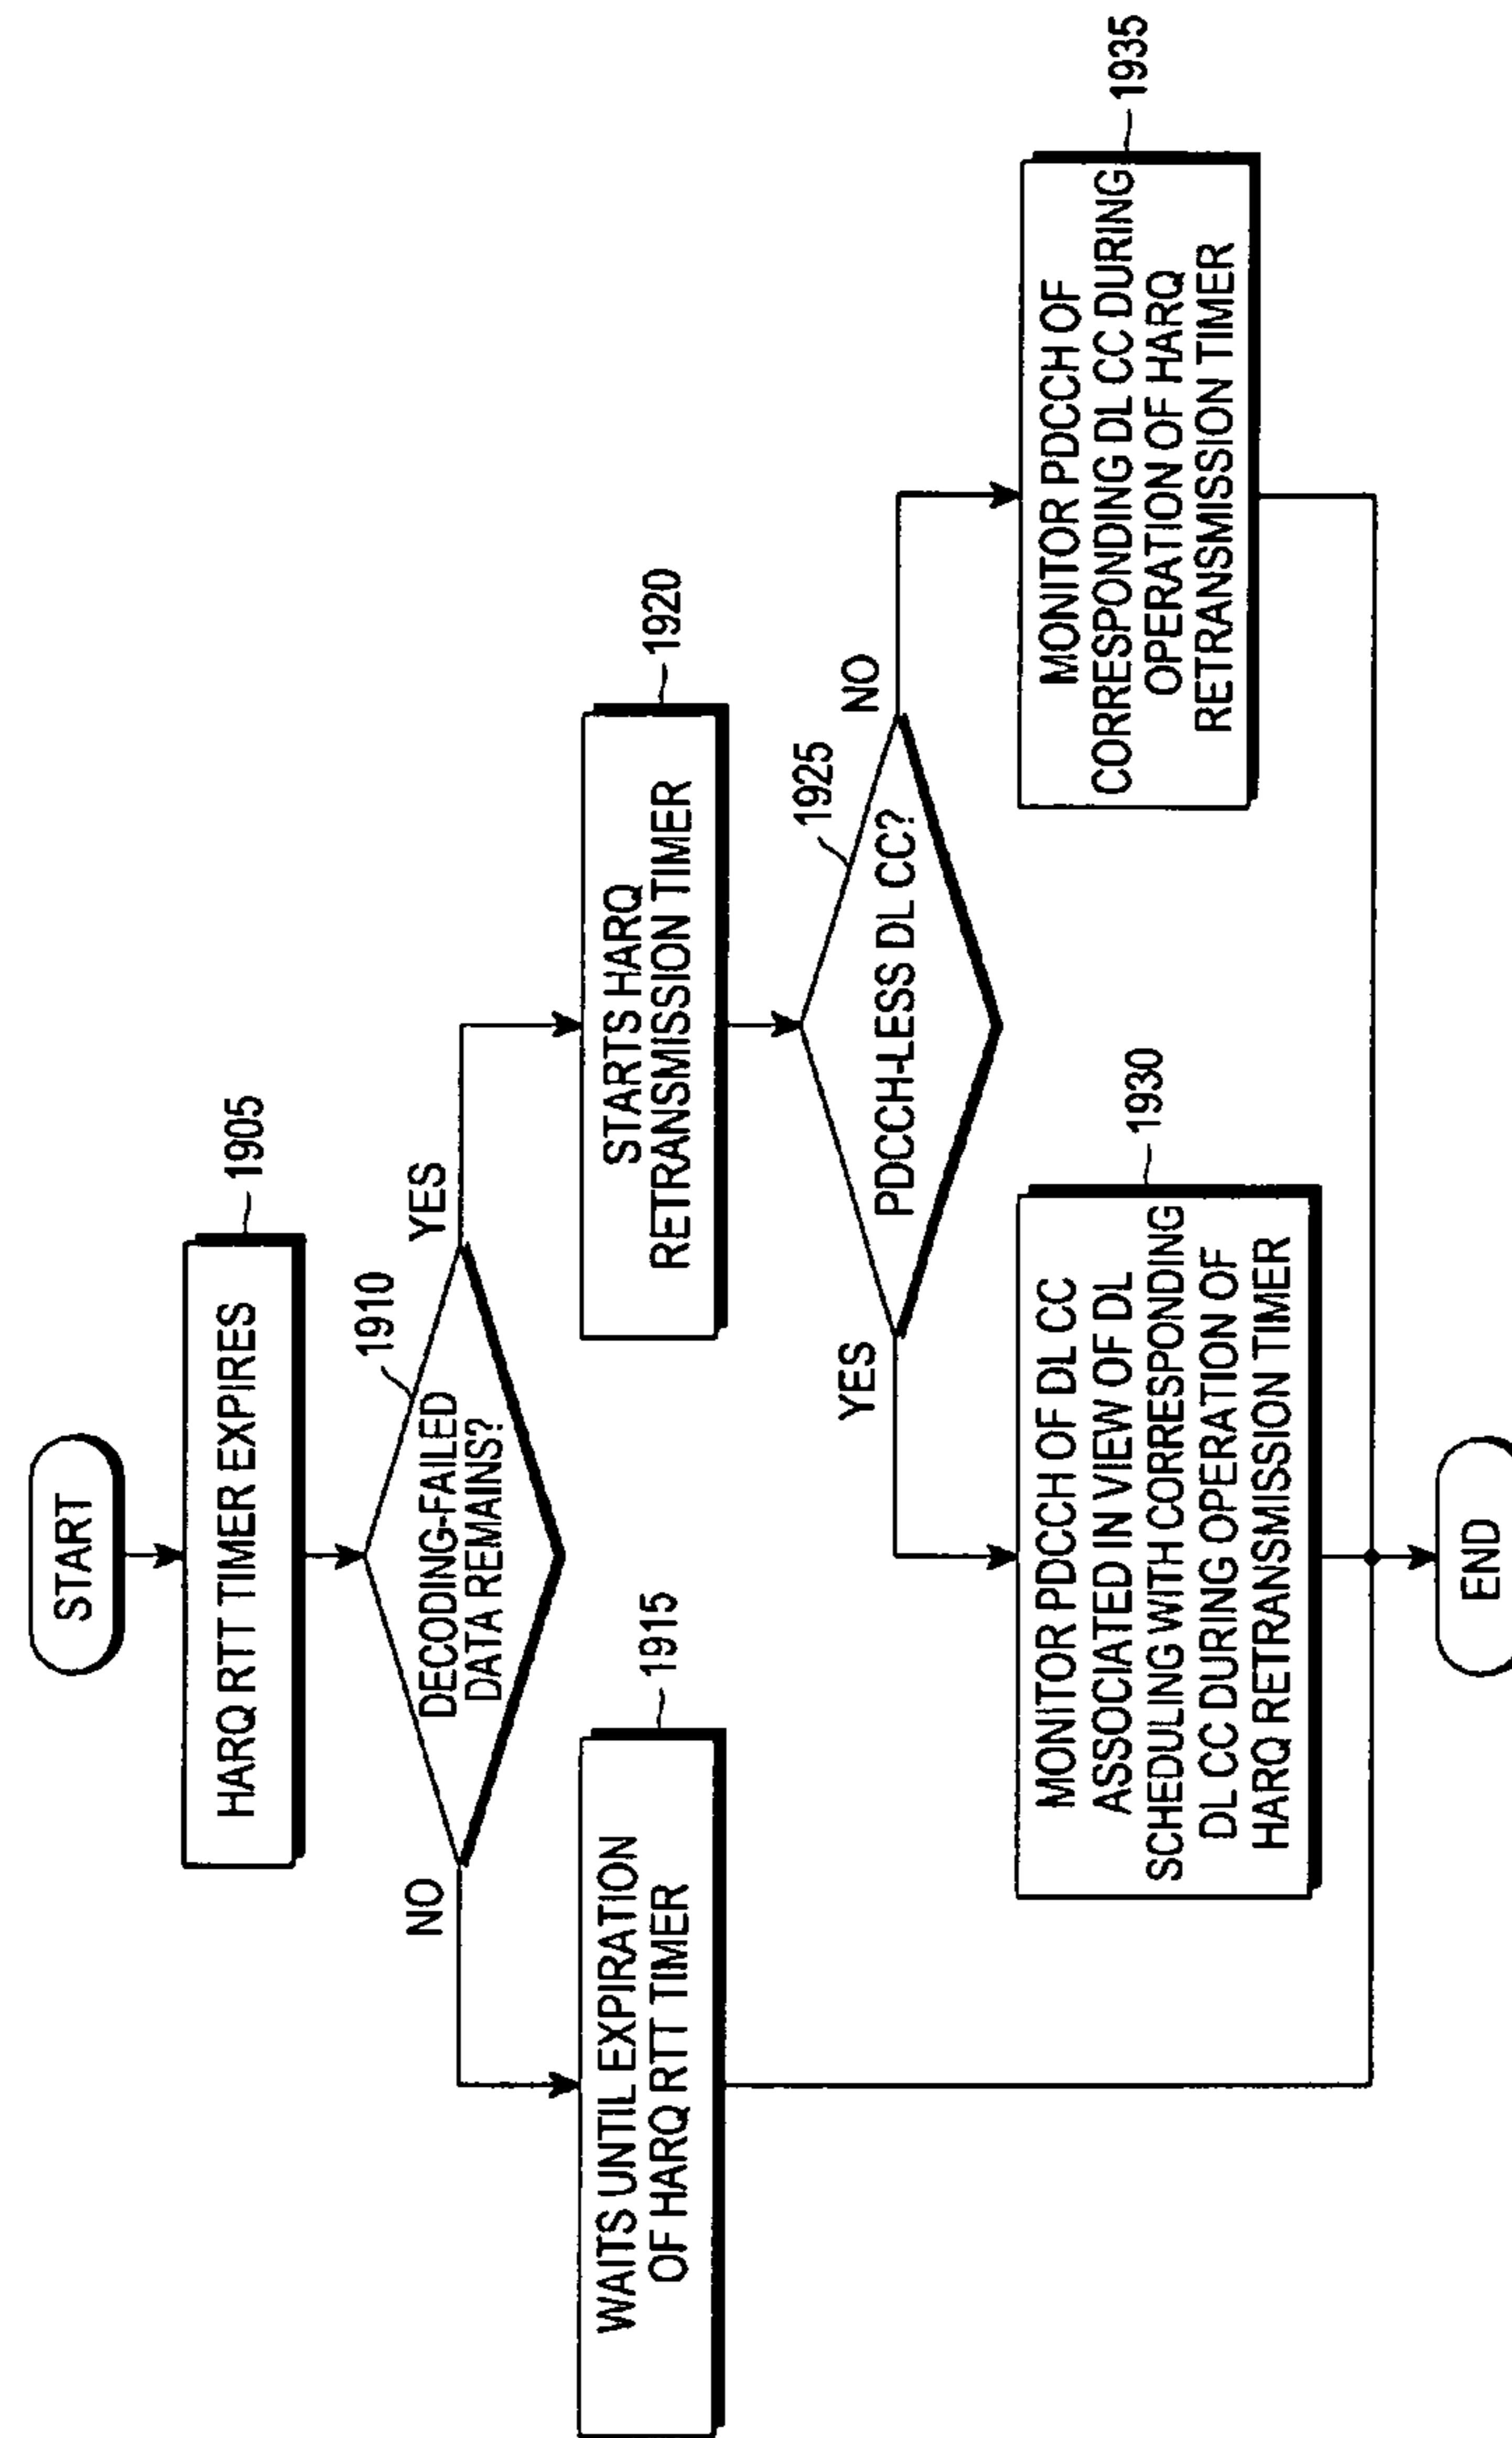 START
HARQ RTT TIMER EXPIRES
1905
DECODING-FAILED
DATA REMAINS?
1910
NO
YES
WAITS UNTIL EXPIRATION
OF HARQ RTT TIMER
1915
STARTS HARQ
RETRANSMISSION TIMER
1920
PDCCH-LESS DL CC?
1925
YES
NO
MONITOR PDCCH OF DL CC
ASSOCIATED IN VIEW OF DL
SCHEDULING WITH CORRESPONDING
DL CC DURING OPERATION OF
HARQ RETRANSMISSION TIMER
1930
MONITOR PDCCH OF
CORRESPONDING DL CC DURING
OPERATION OF HARQ
RETRANSMISSION TIMER
1935
END